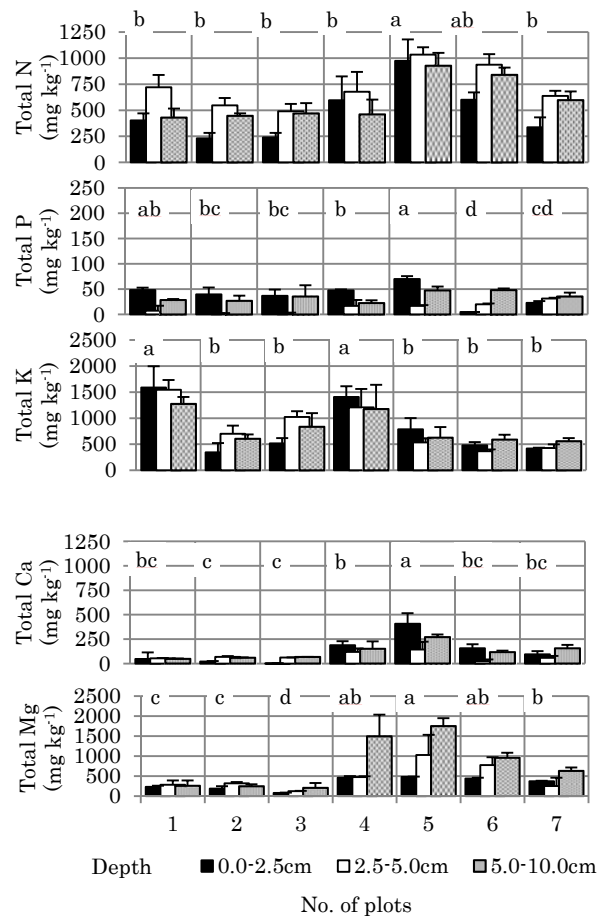 b b b b a ab b
Total N
(mg kg-1)
1250
1000
750
500
250
0
ab bc bc b a d cd
Total P
(mg kg-1)
250
200
150
100
50
0
a b b a b b b
Total K
(mg kg-1)
2500
2000
1500
1000
500
0
bc c c b a bc bc
Total Ca
(mg kg-1)
1250
1000
750
500
250
0
c c d ab a ab b
Total Mg
(mg kg-1)
2500
2000
1500
1000
500
0
1 2 3 4 5 6 7
Depth 0.0-2.5cm 2.5-5.0cm 5.0-10.0cm
No. of plots